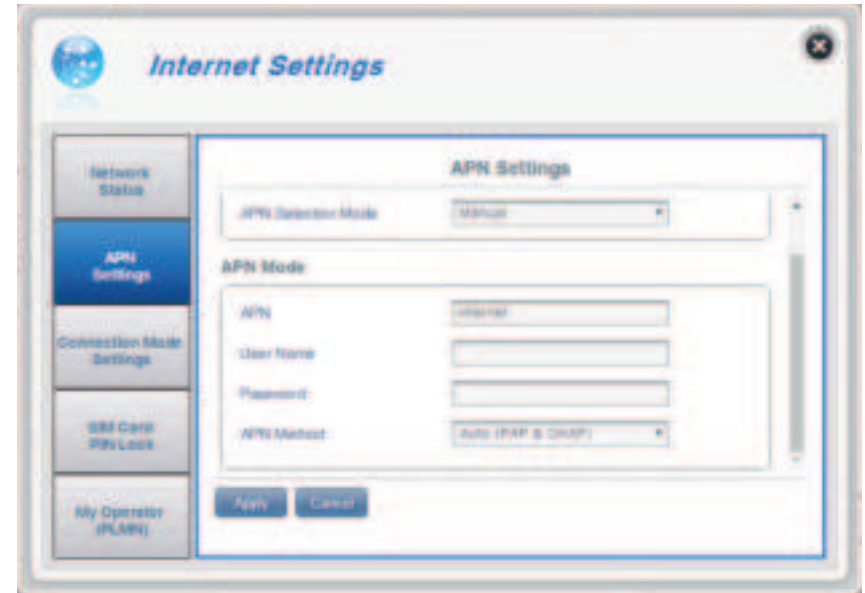 Internet Settings
Network
Status
APN
Settings
Connection Mode
Settings
SIM Card
PIN Lock
My Operator
(PLMN)
APN Settings
APN Selection Mode
Manual
APN Mode
APN
internet
User Name
Password
APN Method
Auto (PAP & CHAP)
Apply
Cancel